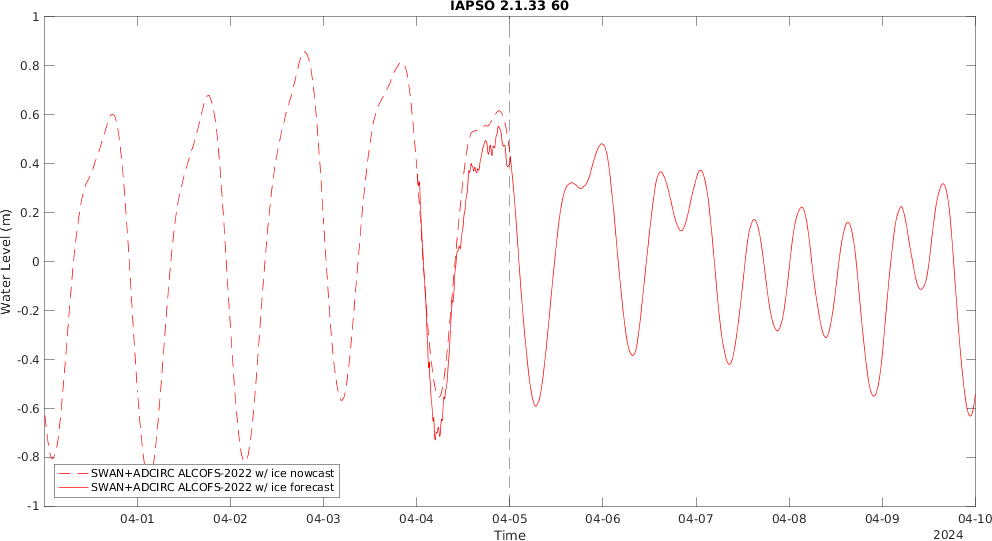 IAPSO 2.1.33 60
Water Level (m)
1
0.8
0.6
0.4
0.2
0
-0.2
-0.4
-0.6
-0.8
-1
SWAN+ADCIRC ALCOFS-2022 w/ ice nowcast
SWAN+ADCIRC ALCOFS-2022 w/ ice forecast
04-01 04-02 04-03 04-04 04-05 04-06 04-07 04-08 04-09 04-10
Time
2024